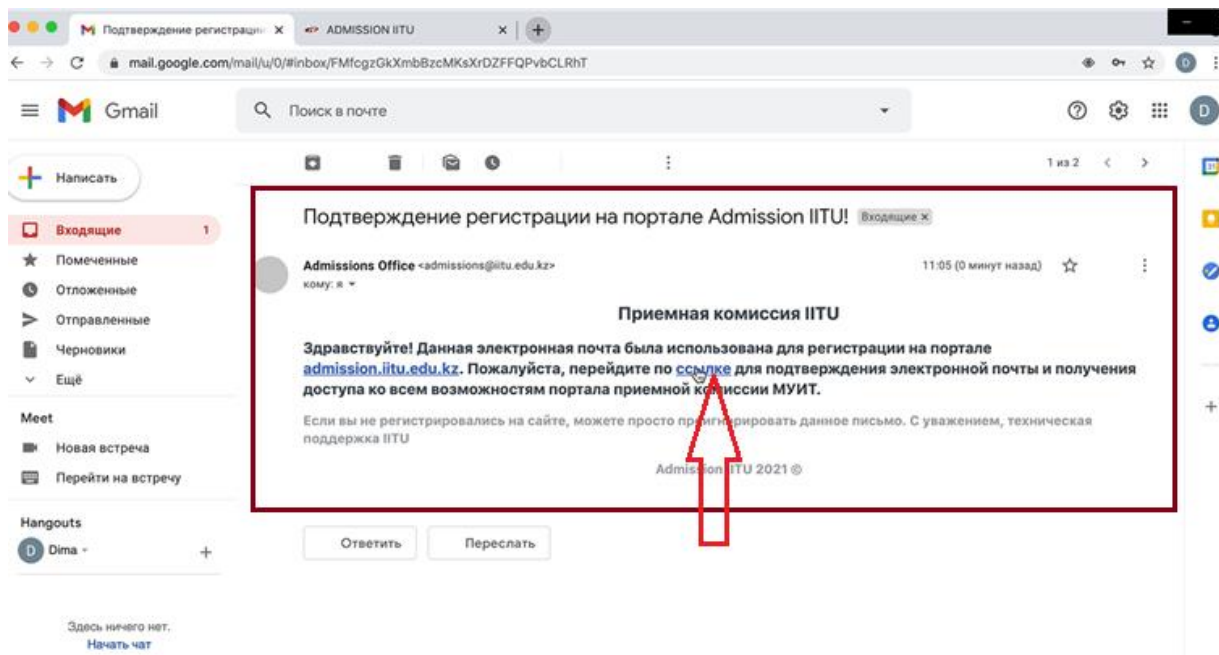 Подтверждение регистрации
ADMISSION IITU
mail.google.com/mail/u/0/#inbox/FMfcgzGkXmbBzcMKsXrDZFFQPvbCLRhT
Gmail
Поиск в почте
D
Написать
1 из 2
Входящие 1
Помеченные
Отложенные
Отправленные
Черновики
Ещё
Meet
Новая встреча
Перейти на встречу
Hangouts
D Dima
Здесь ничего нет.
Начать чат
Подтверждение регистрации на портале Admission IITU! Входящие x
Admissions Office <admissions@iitu.edu.kz> 11:05 (0 минут назад)
кому: я
Приемная комиссия IITU
Здравствуйте! Данная электронная почта была использована для регистрации на портале
admission.iitu.edu.kz. Пожалуйста, перейдите по ссылке для подтверждения электронной почты и получения
доступа ко всем возможностям портала приемной комиссии МУИТ.
Если вы не регистрировались на сайте, можете просто проигнорировать данное письмо. С уважением, техническая
поддержка IITU
Admission IITU 2021 ©
Ответить
Переслать